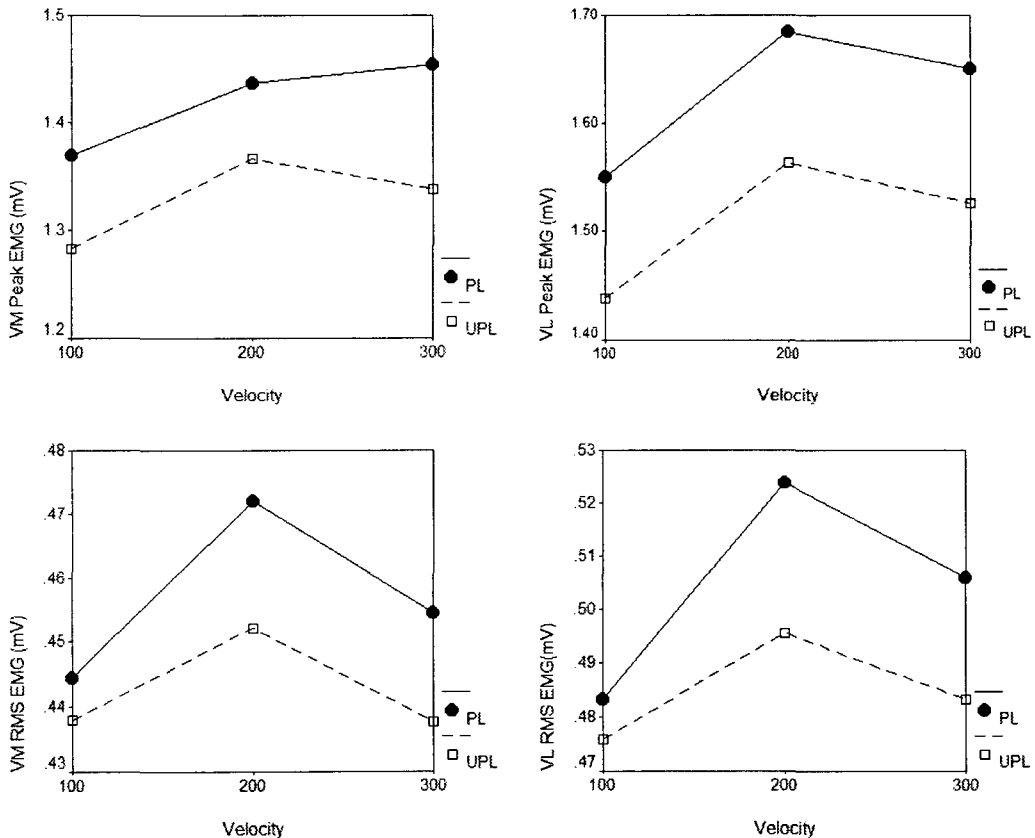 VM Peak EMG (mV)
1.5
1.4
1.3
1.2
100
200
300
Velocity
PL
UPL
VL Peak EMG (mV)
1.70
1.60
1.50
1.40
100
200
300
Velocity
PL
UPL
VM RMS EMG (mV)
.48
.47
.46
.45
.44
.43
100
200
300
Velocity
PL
UPL
VL RMS EMG(mV)
.53
.52
.51
.50
.49
.48
.47
100
200
300
Velocity
PL
UPL